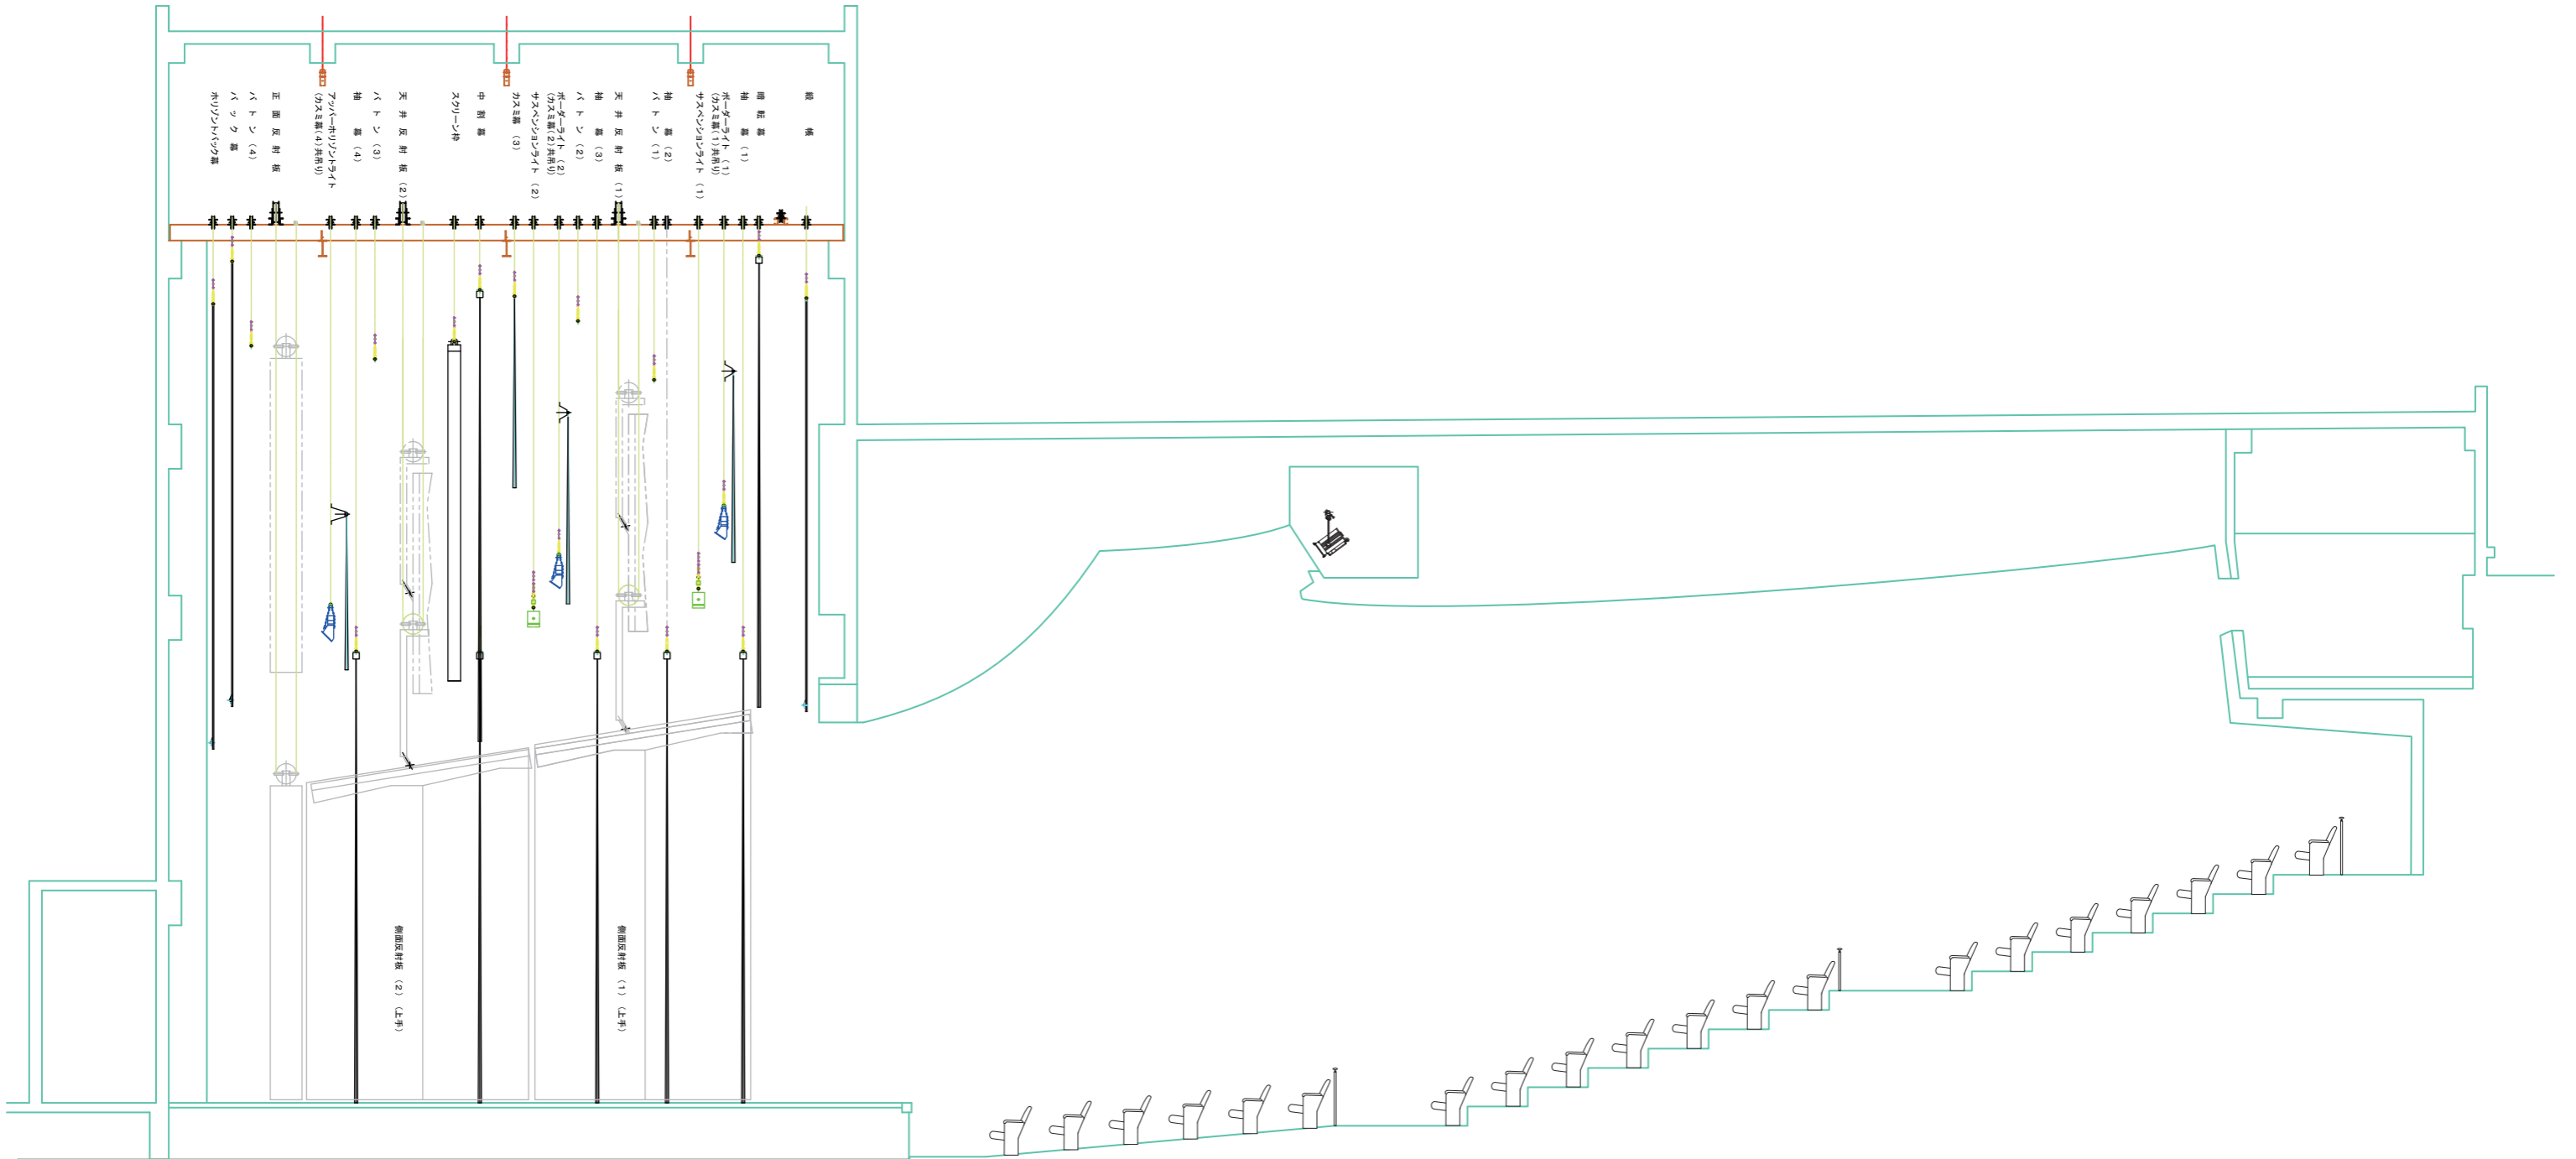 ホリゾントバック幕
バック幕
バトン(4)
正面反射板
アッパーホリゾントライト
(カスミ幕(4)共吊り)
袖幕(4)
バトン(3)
天井反射板(2)
スクリーン枠
中割幕
カスミ幕(3)
サスペンションライト(2)
ボーダーライト(2)
(カスミ幕(2)共吊り)
バトン(2)
袖幕(3)
天井反射板(1)
バトン(1)
袖幕(2)
サスペンションライト(1)
ボーダーライト(1)
(カスミ幕(1)共吊り)
袖幕(1)
暗転幕
緞帳
側面反射板(2)(上手)
側面反射板(1)(上手)